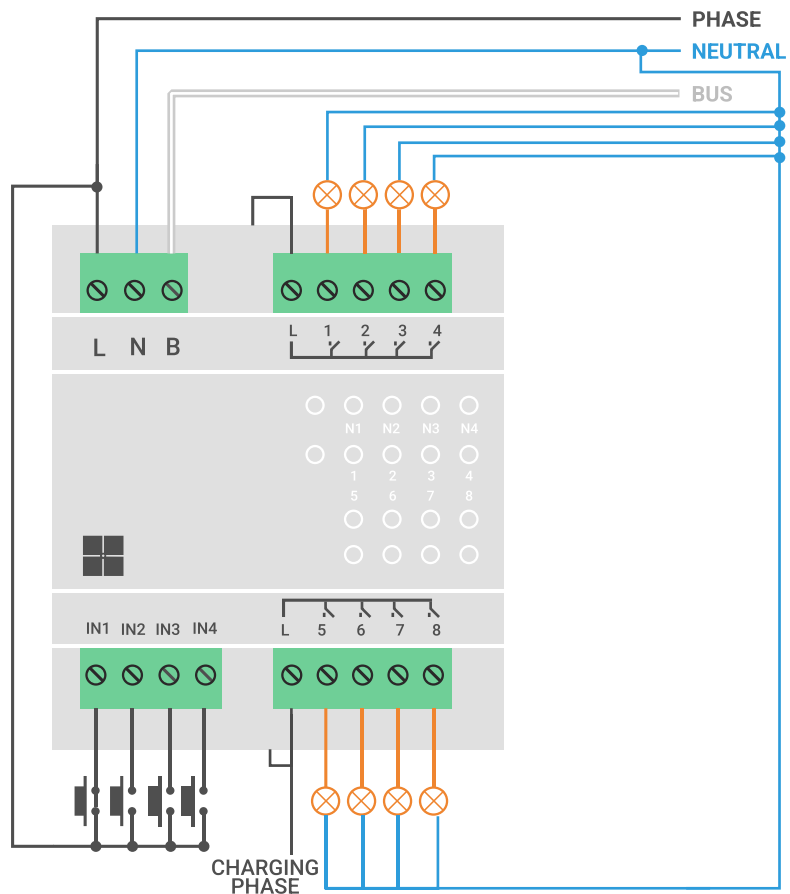 PHASE
NEUTRAL
BUS
L N B
L 1 2 3 4
N1 N2 N3 N4
1 2 3 4
5 6 7 8
IN1 IN2 IN3 IN4
L 5 6 7 8
CHARGING
PHASE